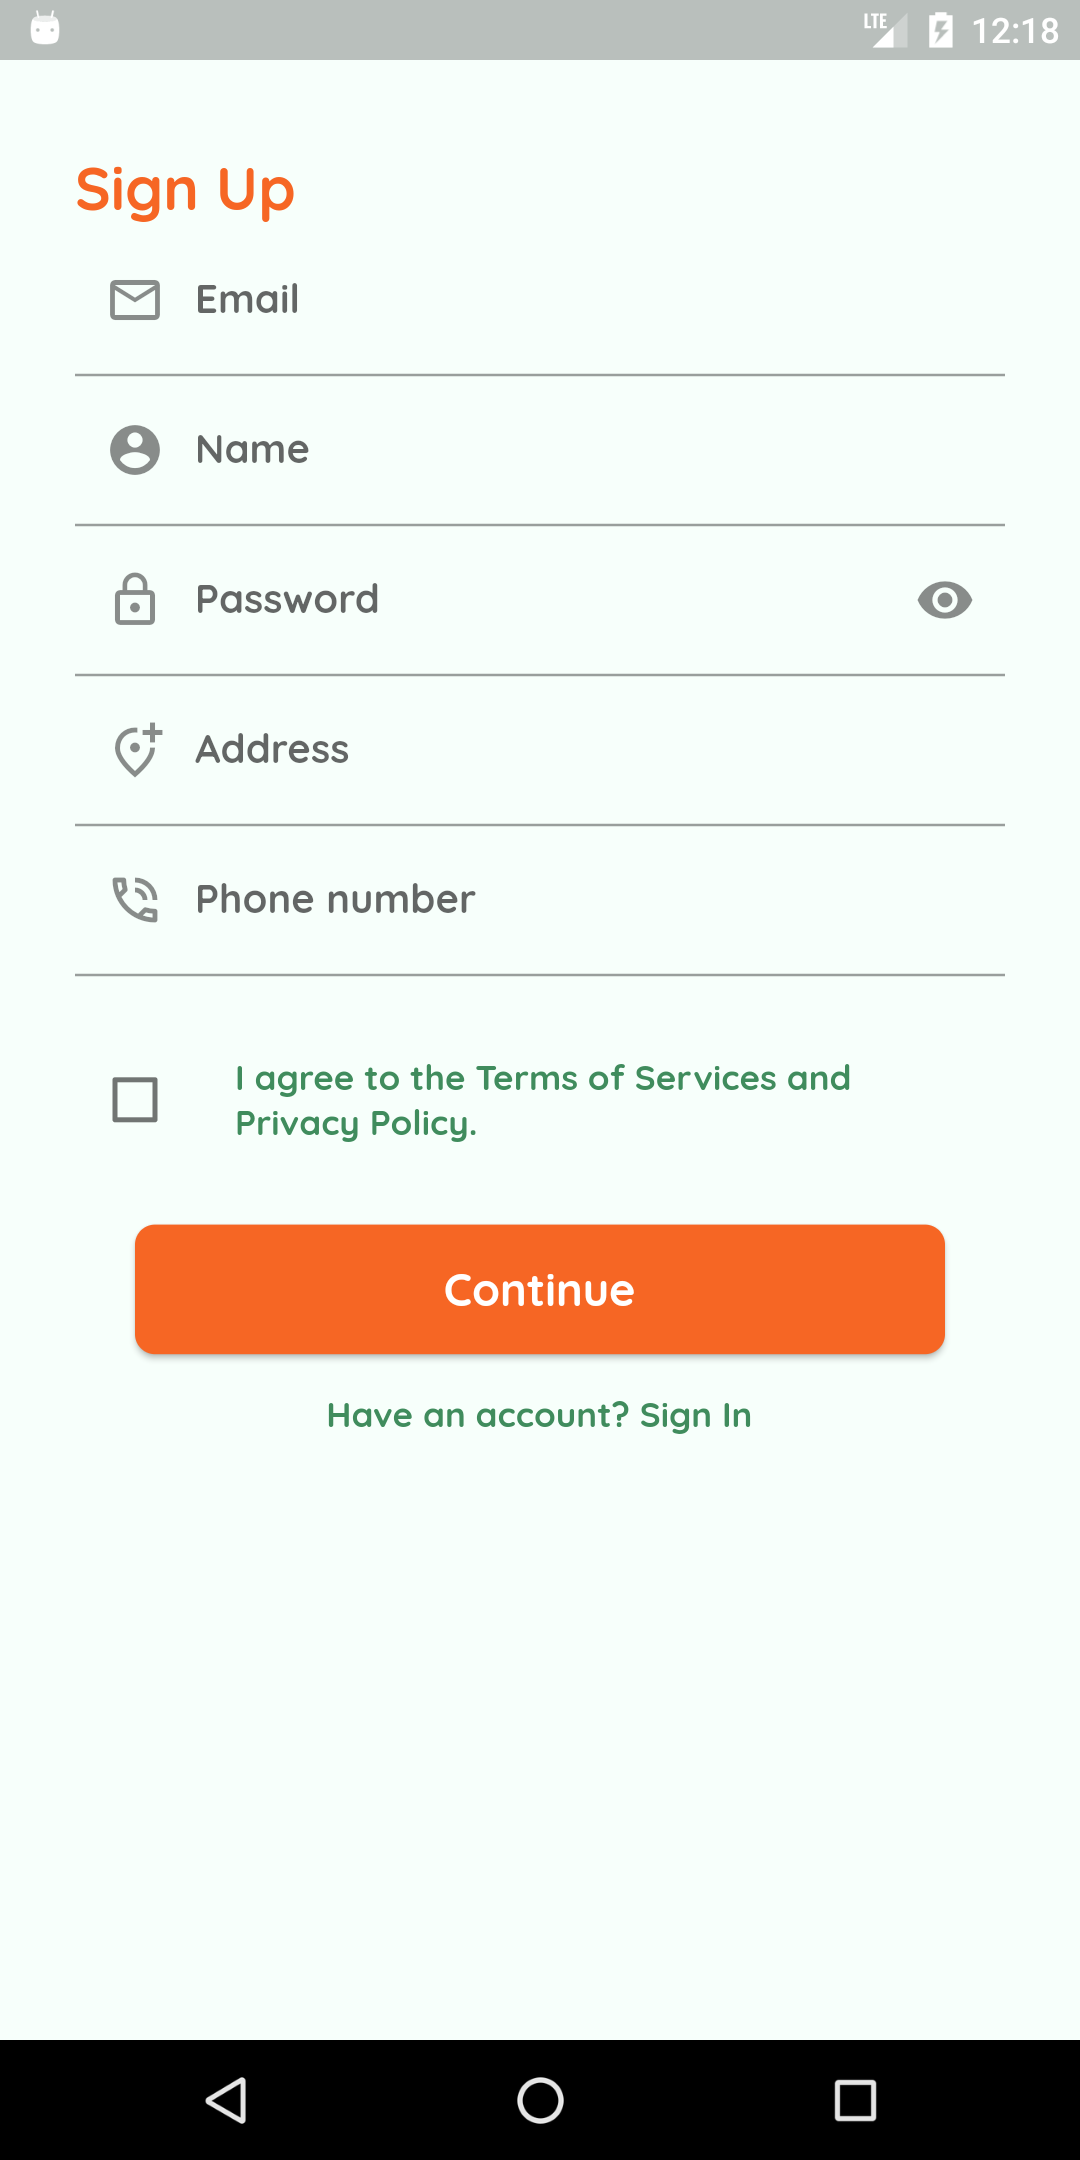 LTE 12:18
Sign Up
Email
Name
Password
Address
Phone number
I agree to the Terms of Services and
Privacy Policy.
Continue
Have an account? Sign In